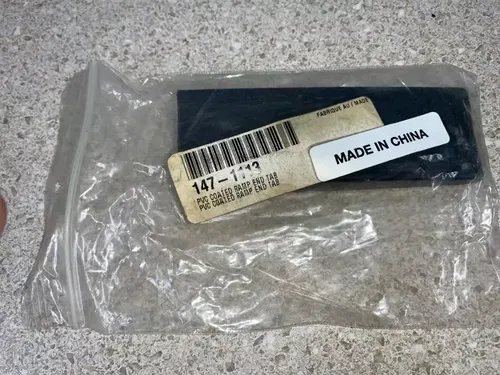 FABRIQUE AU / MADE
147-1113
PVC COATED RAMP END TAB
PVC COATED RAMP END TAB
MADE IN CHINA